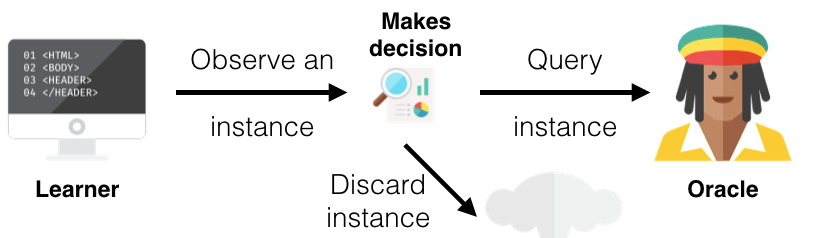 Makes
decision
Observe an
instance
Query
instance
01 <HTML>
02 <BODY>
03 <HEADER>
04 </HEADER>
Learner
Discard
instance
Oracle